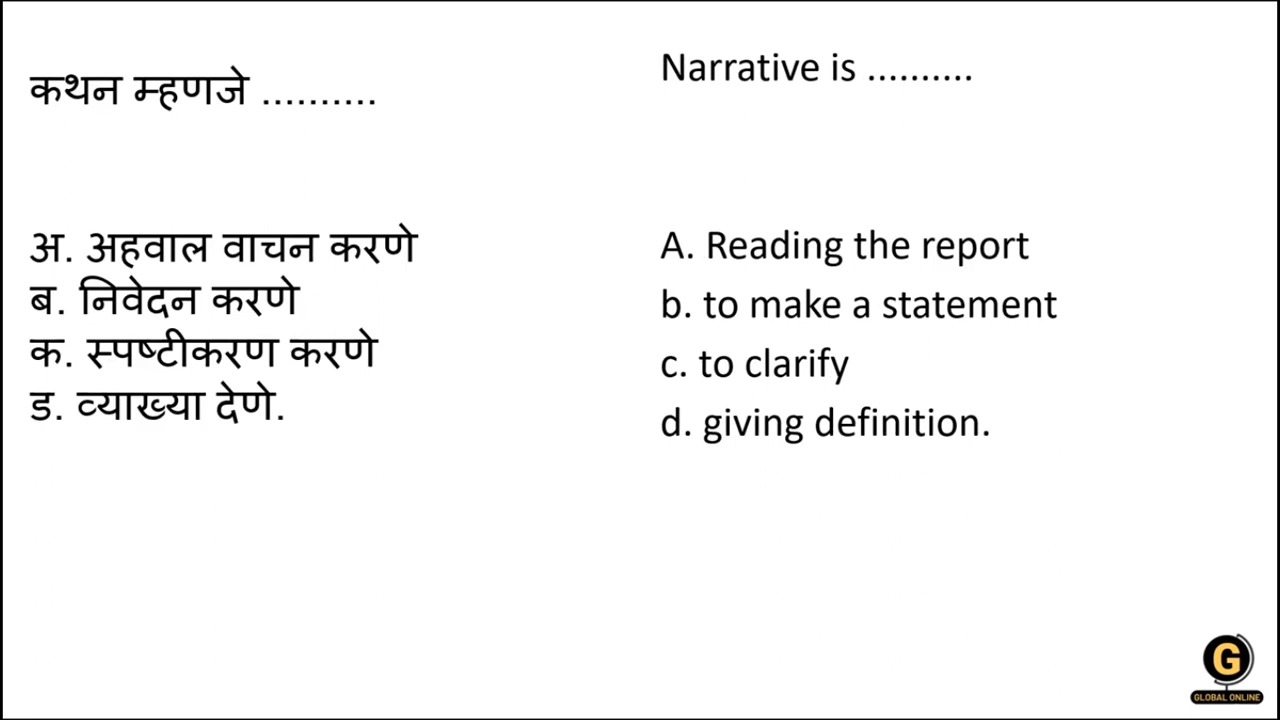 कथन म्हणजे ..........
अ. अहवाल वाचन करणे
ब. निवेदन करणे
क. स्पष्टीकरण करणे
ड. व्याख्या देणे.
Narrative is ..........
A. Reading the report
b. to make a statement
c. to clarify
d. giving definition.
G
GLOBAL ONLINE